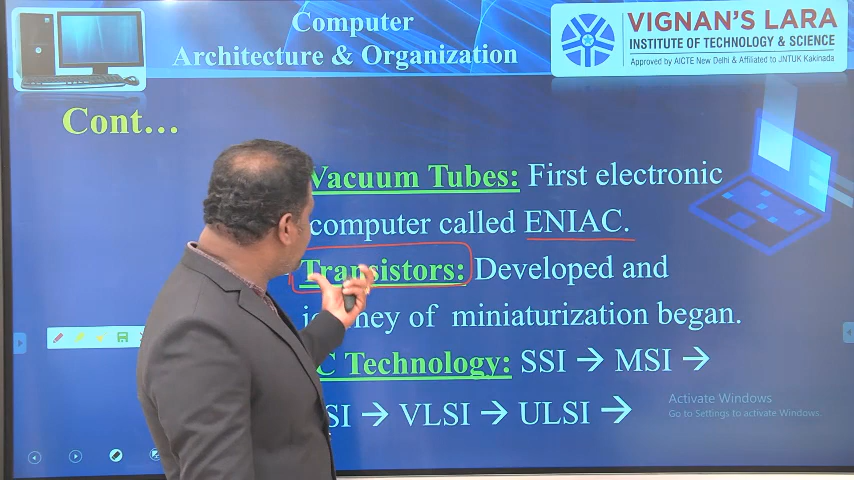 Computer
Architecture & Organization
VIGNAN'S LARA
INSTITUTE OF TECHNOLOGY & SCIENCE
Approved by AICTE New Delhi & Affiliated to JNTUK Kakinada
Cont...
Vacuum Tubes: First electronic
computer called ENIAC.
Transistors: Developed and
journey of miniaturization began.
C Technology: SSI → MSI →
SI → VLSI → ULSI →
Activate Windows
Go to Settings to activate Windows.